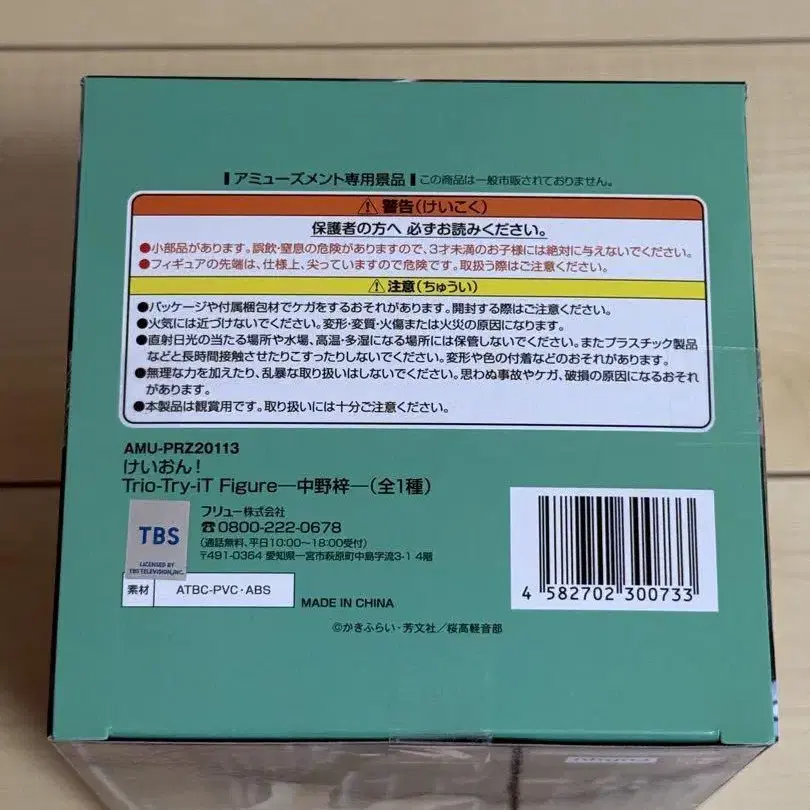 アミューズメント専用景品 この商品は一般市販されておりません。
⚠警告(けいこく)
保護者の方へ 必ずお読みください。
●小部品があります。誤飲・窒息の危険がありますので、3才未満のお子様には絶対に与えないでください。
●フィギュアの先端は、仕様上、尖っていますので危険です。取扱う際はご注意ください。
⚠注意(ちゅうい)
●パッケージや付属梱包材でケガをするおそれがあります。開封する際はご注意ください。
●火気には近づけないでください。変形・変質・火傷または火災の原因になります。
●直射日光の当たる場所や水場、高温・多湿になる場所には保管しないでください。またプラスチック製品
などと長時間接触させたりこすったりしないでください。変形や色の付着などのおそれがあります。
●無理な力を加えたり、乱暴な取り扱いはしないでください。思わぬ事故やケガ、破損の原因になるおそれ
があります。
●本製品は観賞用です。取り扱いには十分ご注意ください。
AMU-PRZ20113
けいおん!
Trio-Try-iT Figure―中野梓―(全1種)
TBS
LICENSED BY
TBS TELEVISION, INC.
フリュー株式会社
☎0800-222-0678
(通話無料、平日10:00~18:00受付)
〒491-0364 愛知県一宮市萩原町中島字流3-1 4階
素材 ATBC-PVC・ABS
MADE IN CHINA
4 582702 300733
©かきふらい・芳文社/桜高軽音部